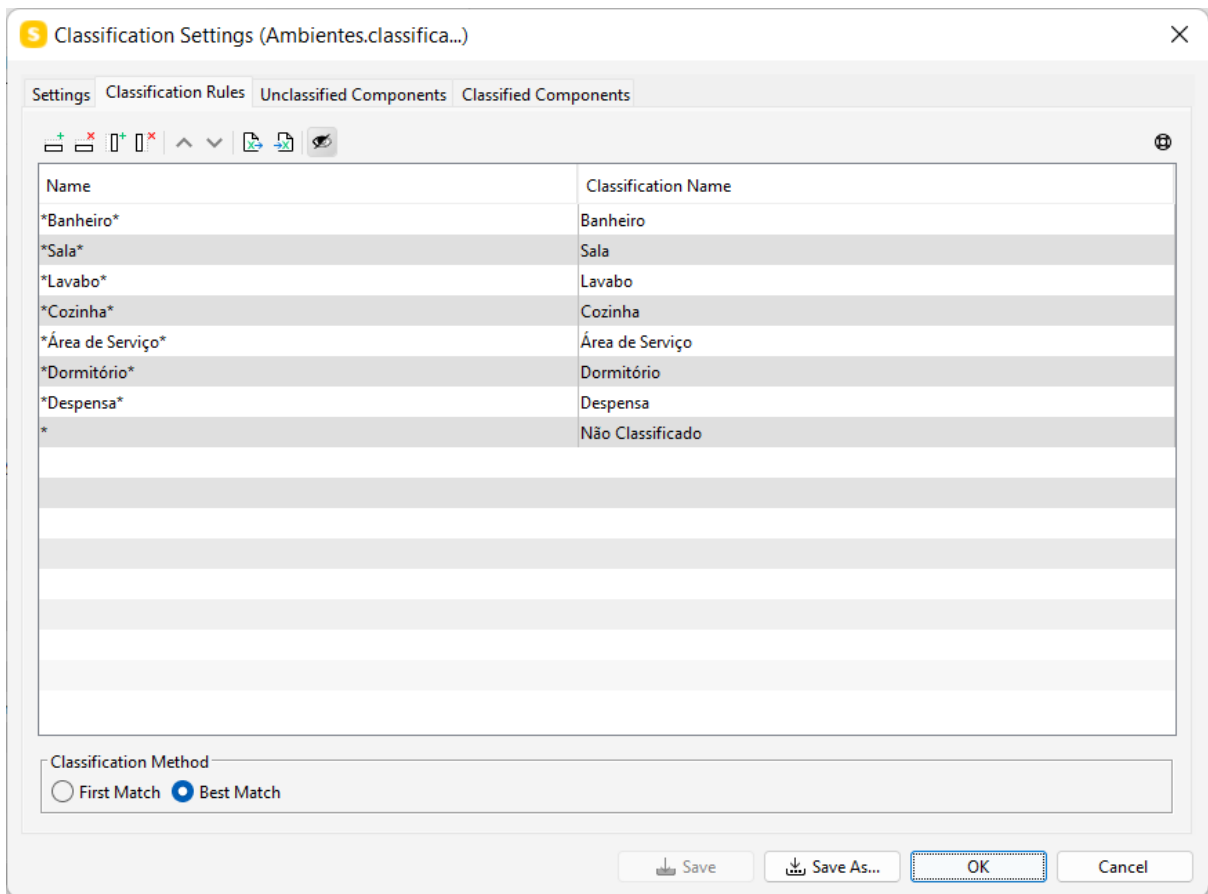 S Classification Settings (Ambientes.classifica...)
Settings Classification Rules Unclassified Components Classified Components
Name Classification Name
*Banheiro* Banheiro
*Sala* Sala
*Lavabo* Lavabo
*Cozinha* Cozinha
*Área de Serviço* Área de Serviço
*Dormitório* Dormitório
*Despensa* Despensa
* Não Classificado
Classification Method
First Match Best Match
Save Save As... OK Cancel